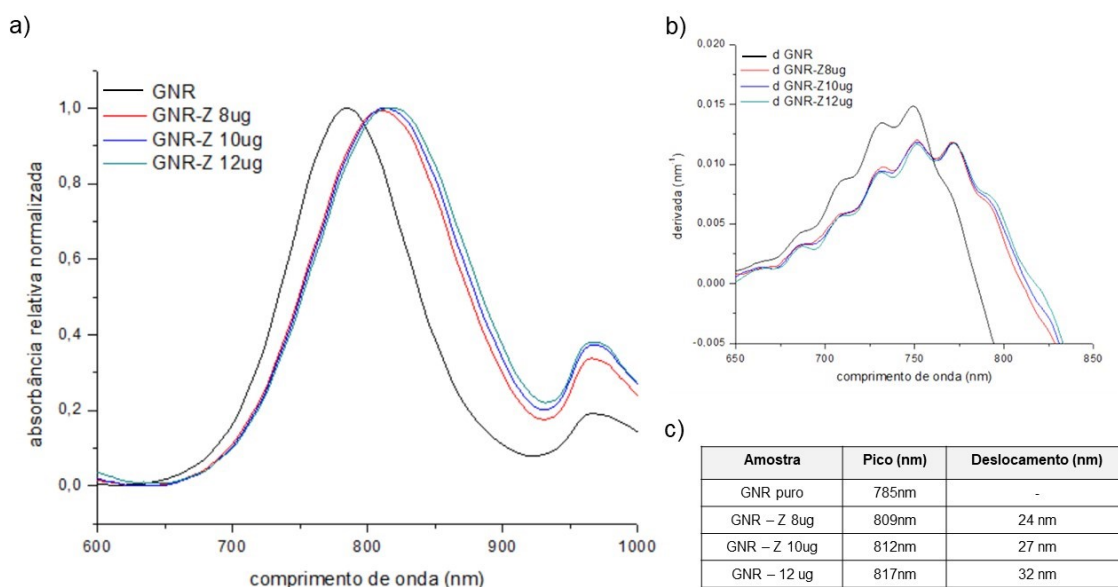 a)
GNR
GNR-Z 8ug
GNR-Z 10ug
GNR-Z 12ug
absorbância relativa normalizada
1,0
0,8
0,6
0,4
0,2
0,0
600
700
800
900
1000
comprimento de onda (nm)
b)
d GNR
d GNR-Z8ug
d GNR-Z10ug
d GNR-Z12ug
derivada (nm⁻¹)
0,020
0,015
0,010
0,005
0,000
-0,005
650
700
750
800
850
comprimento de onda (nm)
c)
Amostra Pico (nm) Deslocamento (nm)
GNR puro 785nm -
GNR – Z 8ug 809nm 24 nm
GNR – Z 10ug 812nm 27 nm
GNR – 12 ug 817nm 32 nm